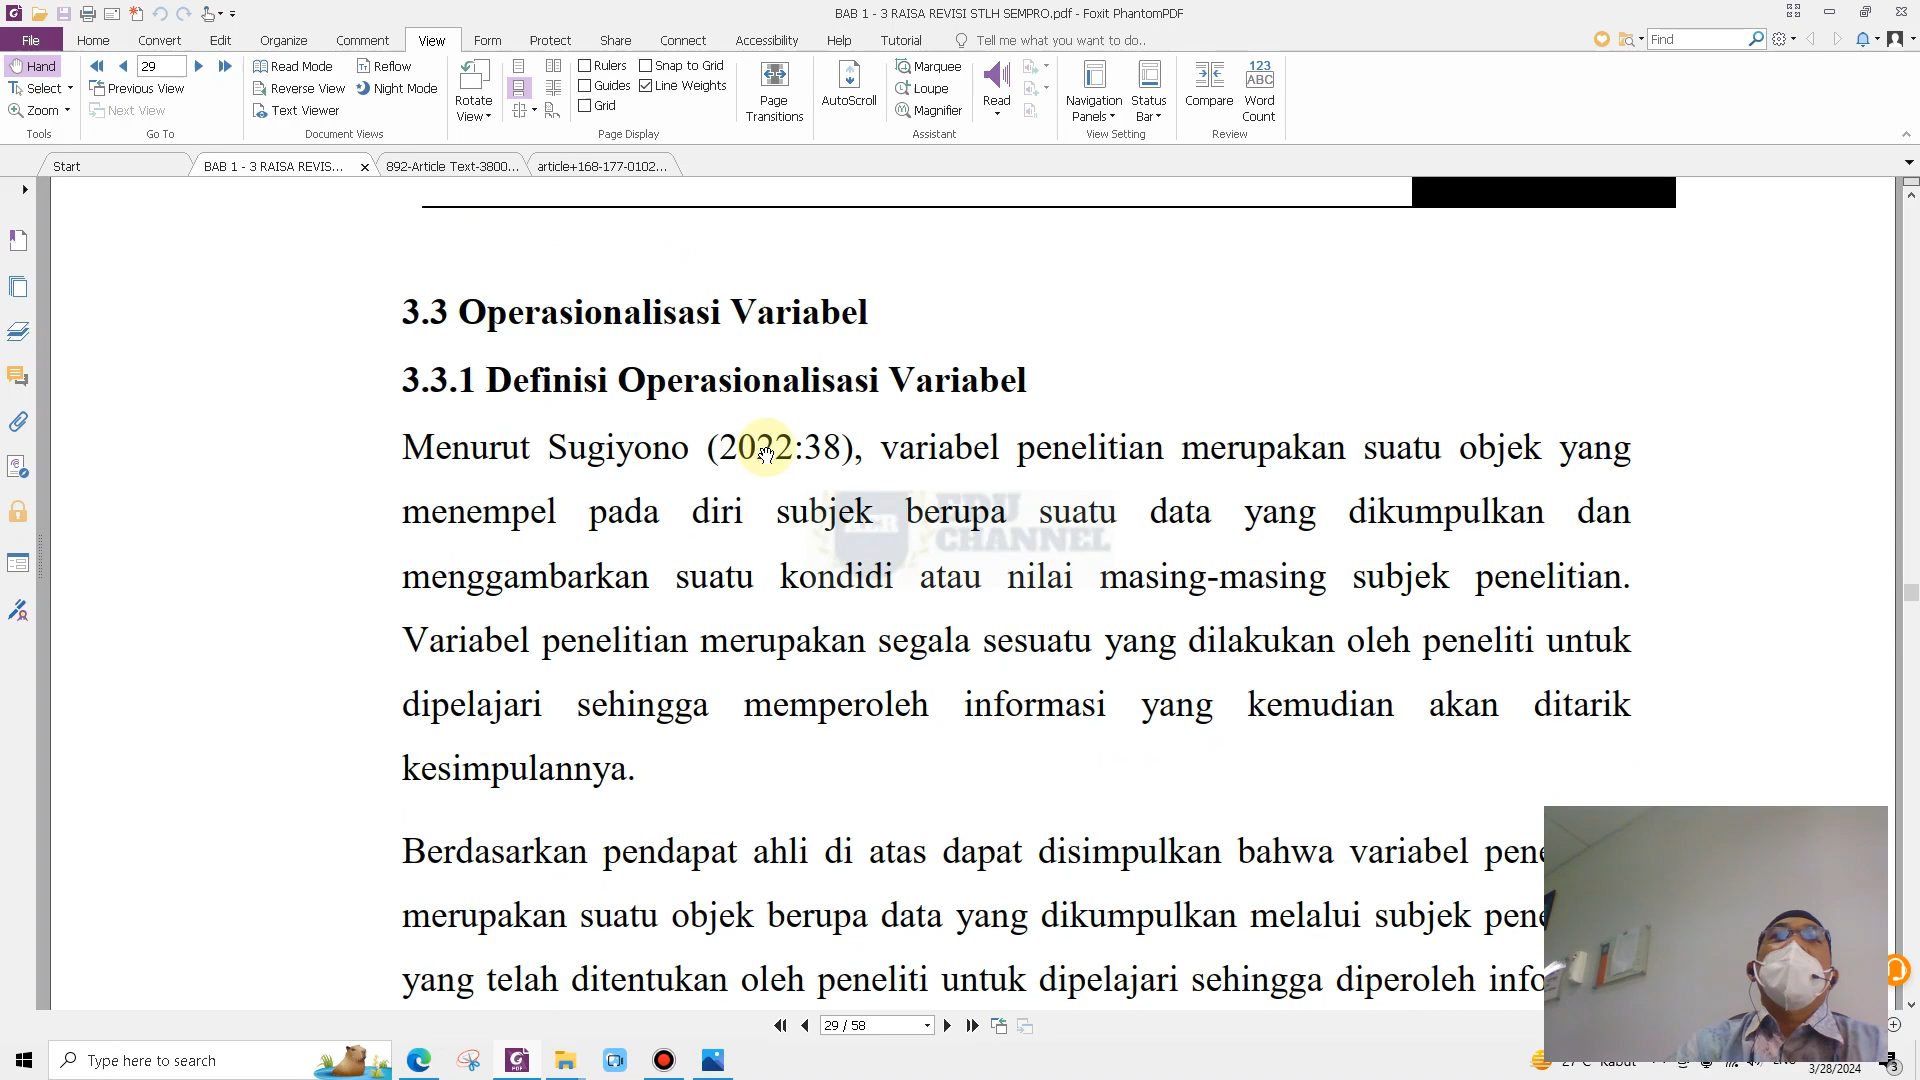 BAB 1 - 3 RAISA REVISI STLH SEMPRO.pdf - Foxit PhantomPDF
File Home Convert Edit Organize Comment View Form Protect Share Connect Accessibility Help Tutorial Tell me what you want to do.. Find
Hand
Select
Zoom
Tools
29
Previous View
Next View
Go To
Read Mode Reflow
Reverse View Night Mode
Text Viewer
Document Views
Rotate
View
Rulers Snap to Grid
Guides Line Weights
Grid
Page Display
Page
Transitions
AutoScroll
Marquee
Loupe
Magnifier
Assistant
Read
Navigation
Panels
Status
Bar
View Setting
Compare
123
ABC
Word
Count
Review
Start
BAB 1 - 3 RAISA REVIS...
892-Article Text-3800...
article+168-177-0102...
3.3 Operasionalisasi Variabel
3.3.1 Definisi Operasionalisasi Variabel
Menurut Sugiyono (2022:38), variabel penelitian merupakan suatu objek yang
menempel pada diri subjek berupa suatu data yang dikumpulkan dan
EDU
CHANNEL
menggambarkan suatu kondidi atau nilai masing-masing subjek penelitian.
Variabel penelitian merupakan segala sesuatu yang dilakukan oleh peneliti untuk
dipelajari sehingga memperoleh informasi yang kemudian akan ditarik
kesimpulannya.
Berdasarkan pendapat ahli di atas dapat disimpulkan bahwa variabel pene
merupakan suatu objek berupa data yang dikumpulkan melalui subjek pene
yang telah ditentukan oleh peneliti untuk dipelajari sehingga diperoleh info
29 / 58
Type here to search
27°C Kabut
3/28/2024
3